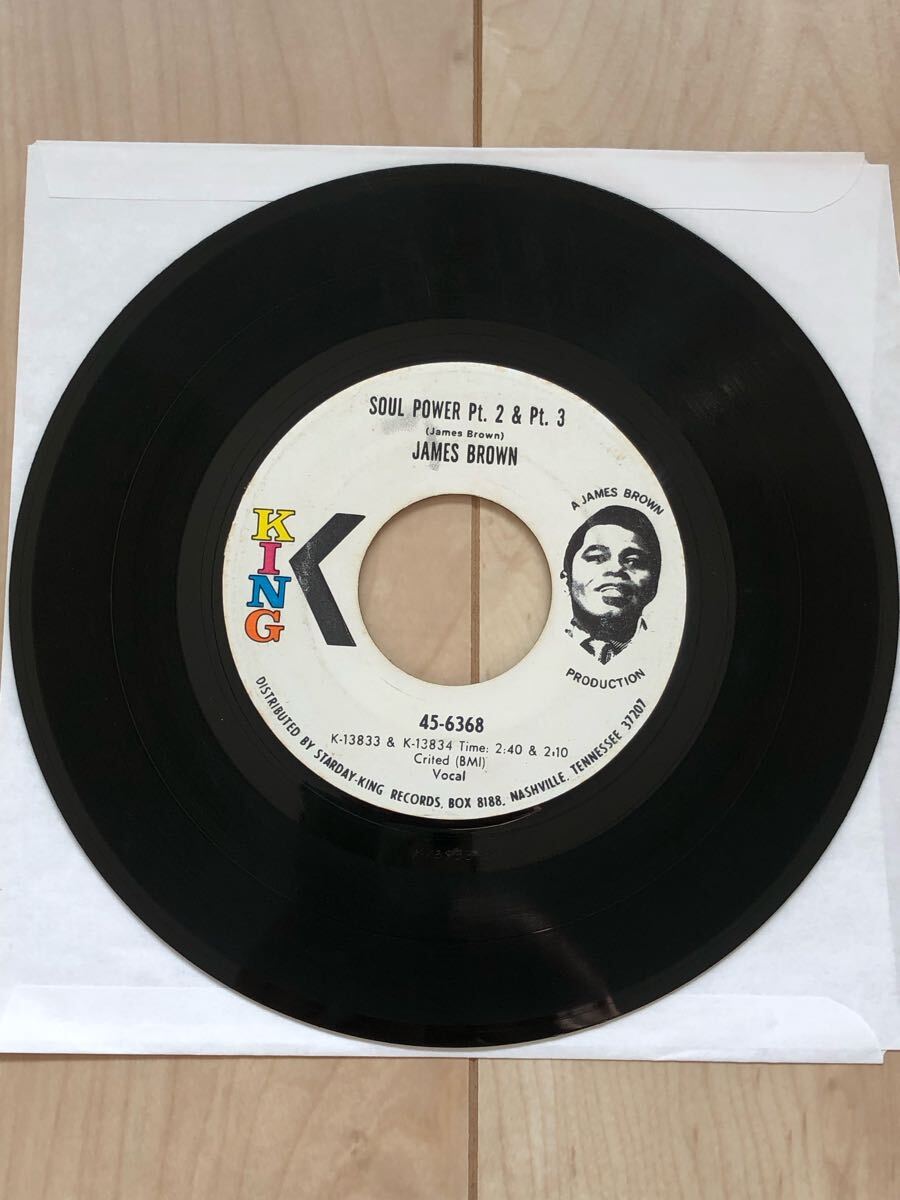 SOUL POWER Pt. 2 & Pt. 3
(James Brown)
JAMES BROWN
KING
K
A JAMES BROWN
PRODUCTION
45-6368
K-13833 & K-13834 Time: 2:40 & 2:10
Crited (BMI)
Vocal
DISTRIBUTED BY STARDAY-KING RECORDS, BOX 8188, NASHVILLE, TENNESSEE 37207